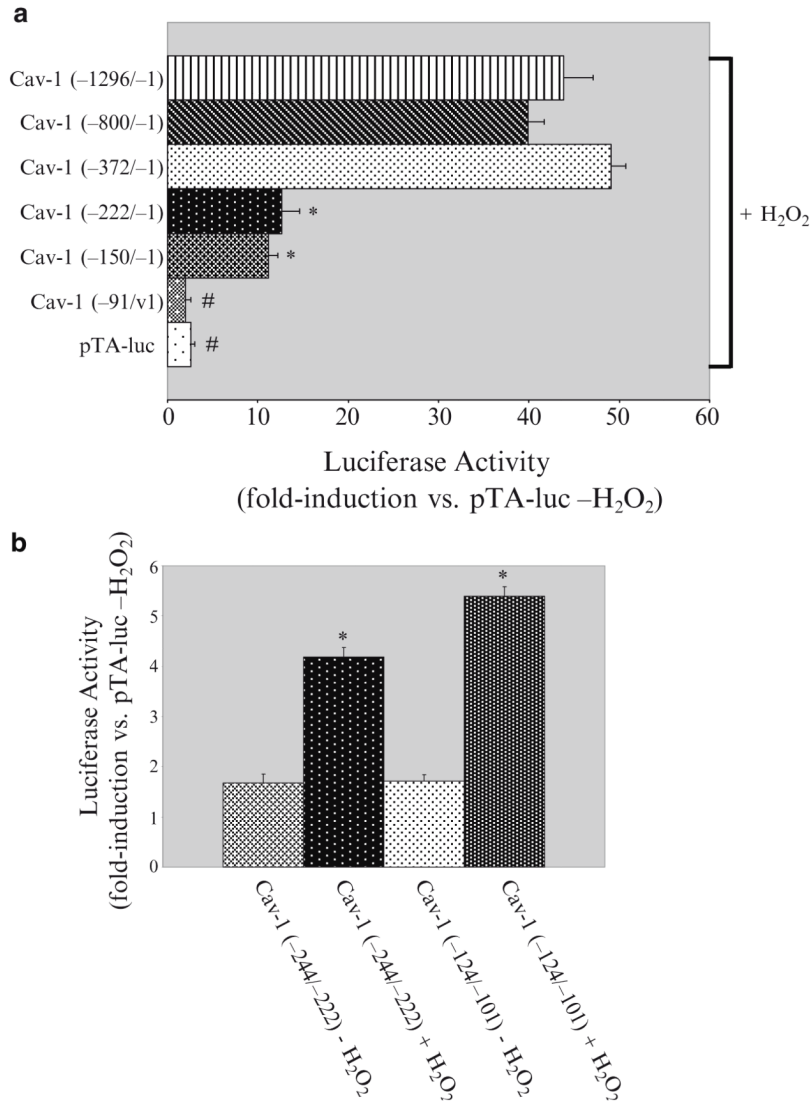 a
Cav-1 (–1296/–1)
Cav-1 (–800/–1)
Cav-1 (–372/–1)
Cav-1 (–222/–1)
*
Cav-1 (–150/–1)
*
Cav-1 (–91/v1)
#
pTA-luc
#
+ H₂O₂
0 10 20 30 40 50 60
Luciferase Activity
(fold-induction vs. pTA-luc –H₂O₂)
b
Luciferase Activity
(fold-induction vs. pTA-luc –H₂O₂)
6
5
4
3
2
1
0
*
*
Cav-1 (–244/–222) - H₂O₂
Cav-1 (–244/–222) + H₂O₂
Cav-1 (–124/–101) - H₂O₂
Cav-1 (–124/–101) + H₂O₂